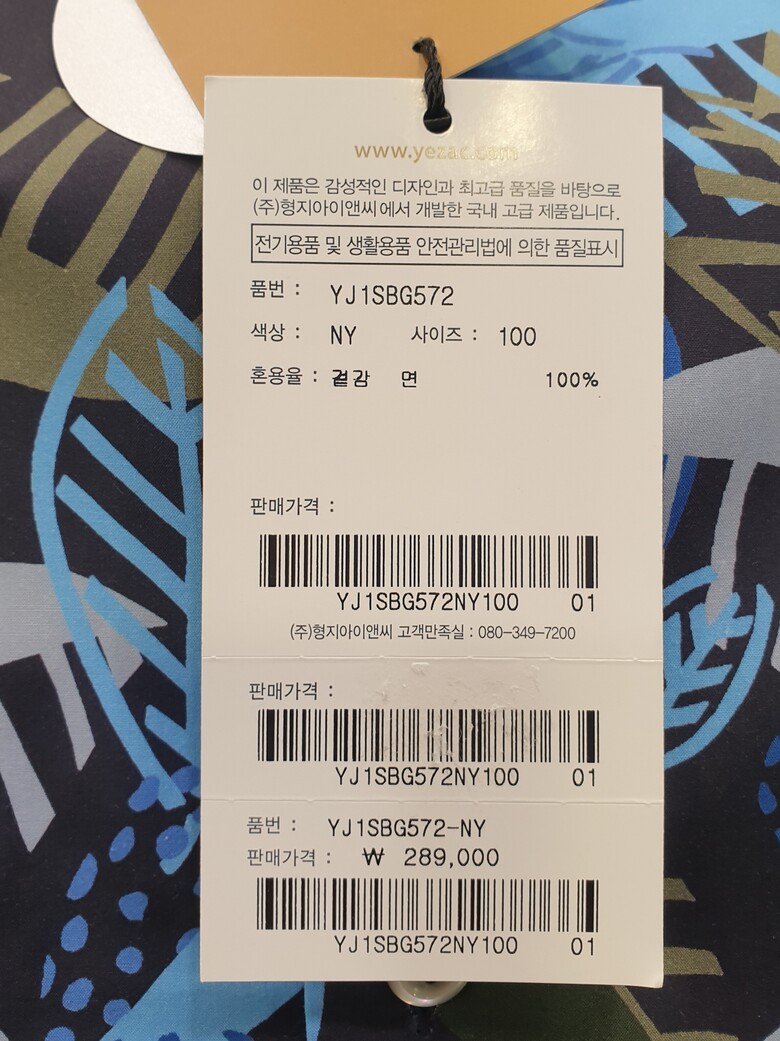 www.yezac.com
이 제품은 감성적인 디자인과 최고급 품질을 바탕으로
(주)형지아이앤씨에서 개발한 국내 고급 제품입니다.
전기용품 및 생활용품 안전관리법에 의한 품질표시
품번 : YJ1SBG572
색상 : NY 사이즈 : 100
혼용율 : 겉감 면 100%
판매가격 :
YJ1SBG572NY100 01
(주)형지아이앤씨 고객만족실 : 080-349-7200
판매가격 :
YJ1SBG572NY100 01
품번 : YJ1SBG572-NY
판매가격 : ₩ 289,000
YJ1SBG572NY100 01